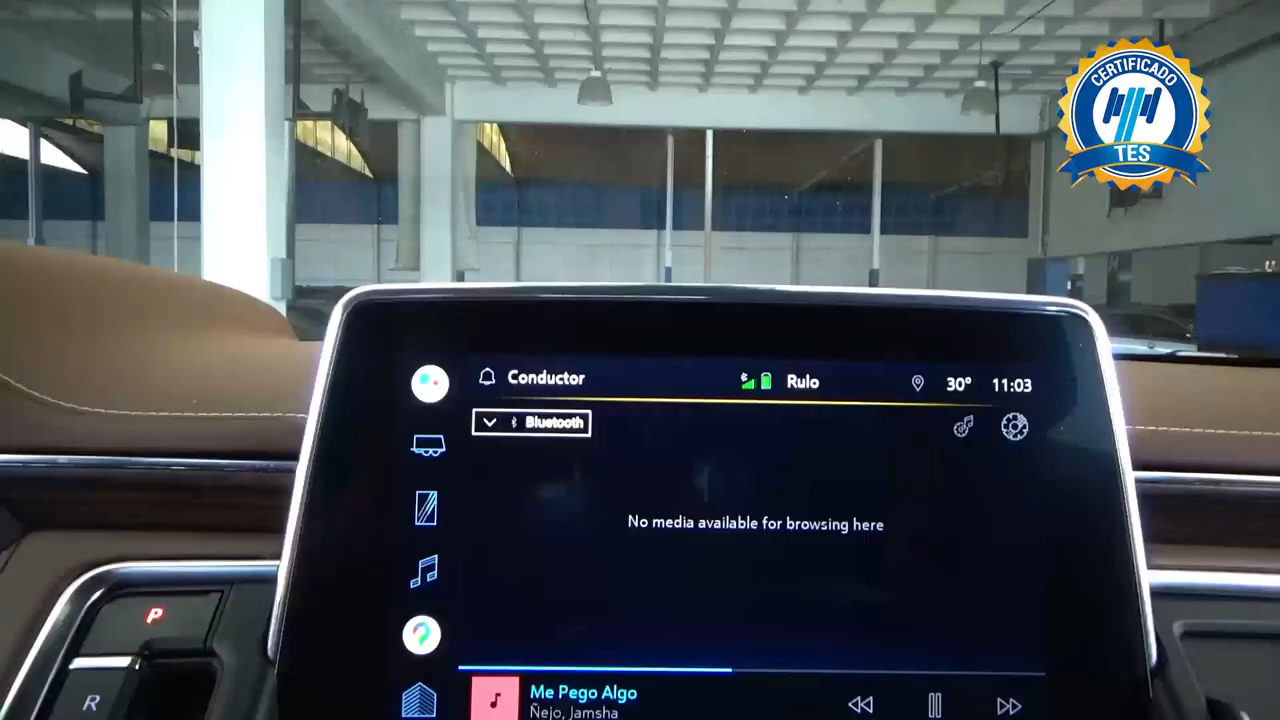 CERTIFICADO
TES
Conductor
Rulo
30°
11:03
Bluetooth
No media available for browsing here
P
R
Me Pego Algo
Ñejo, Jamsha